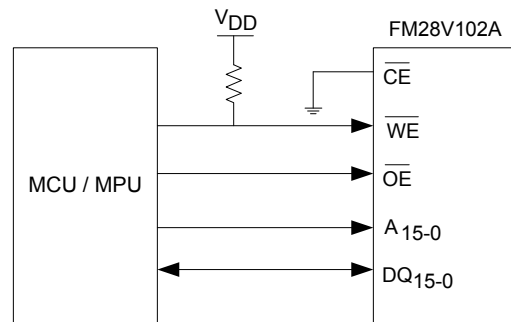 VDD
FM28V102A
CE
WE
MCU / MPU
OE
A15-0
DQ15-0